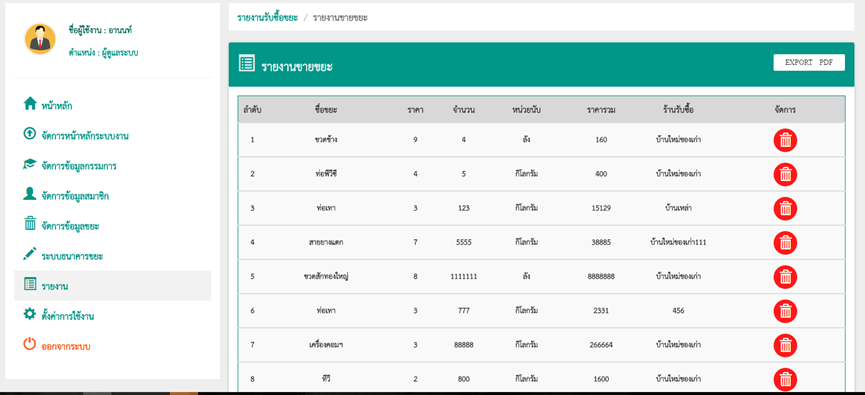 ชื่อผู้ใช้งาน : อานนท์
ตำแหน่ง : ผู้ดูแลระบบ
หน้าหลัก
จัดการหน้าหลักระบบงาน
จัดการข้อมูลกรรมการ
จัดการข้อมูลสมาชิก
จัดการข้อมูลขยะ
ระบบธนาคารขยะ
รายงาน
ตั้งค่าการใช้งาน
ออกจากระบบ
รายงานรับซื้อขยะ / รายงานขายขยะ
รายงานขายขยะ
EXPORT PDF
ลำดับ ชื่อขยะ ราคา จำนวน หน่วยนับ ราคารวม ร้านรับซื้อ จัดการ
1 ขวดช้าง 9 4 ลัง 160 บ้านใหม่ของเก่า
2 ท่อพีวีซี 4 5 กิโลกรัม 400 บ้านใหม่ของเก่า
3 ท่อเทา 3 123 กิโลกรัม 15129 บ้านเหล่า
4 สายยางแตก 7 5555 กิโลกรัม 38885 บ้านใหม่ของเก่า111
5 ขวดสักทองใหญ่ 8 1111111 ลัง 8888888 บ้านใหม่ของเก่า
6 ท่อเทา 3 777 กิโลกรัม 2331 456
7 เครื่องคอมฯ 3 88888 กิโลกรัม 266664 บ้านใหม่ของเก่า
8 ทีวี 2 800 กิโลกรัม 1600 บ้านใหม่ของเก่า